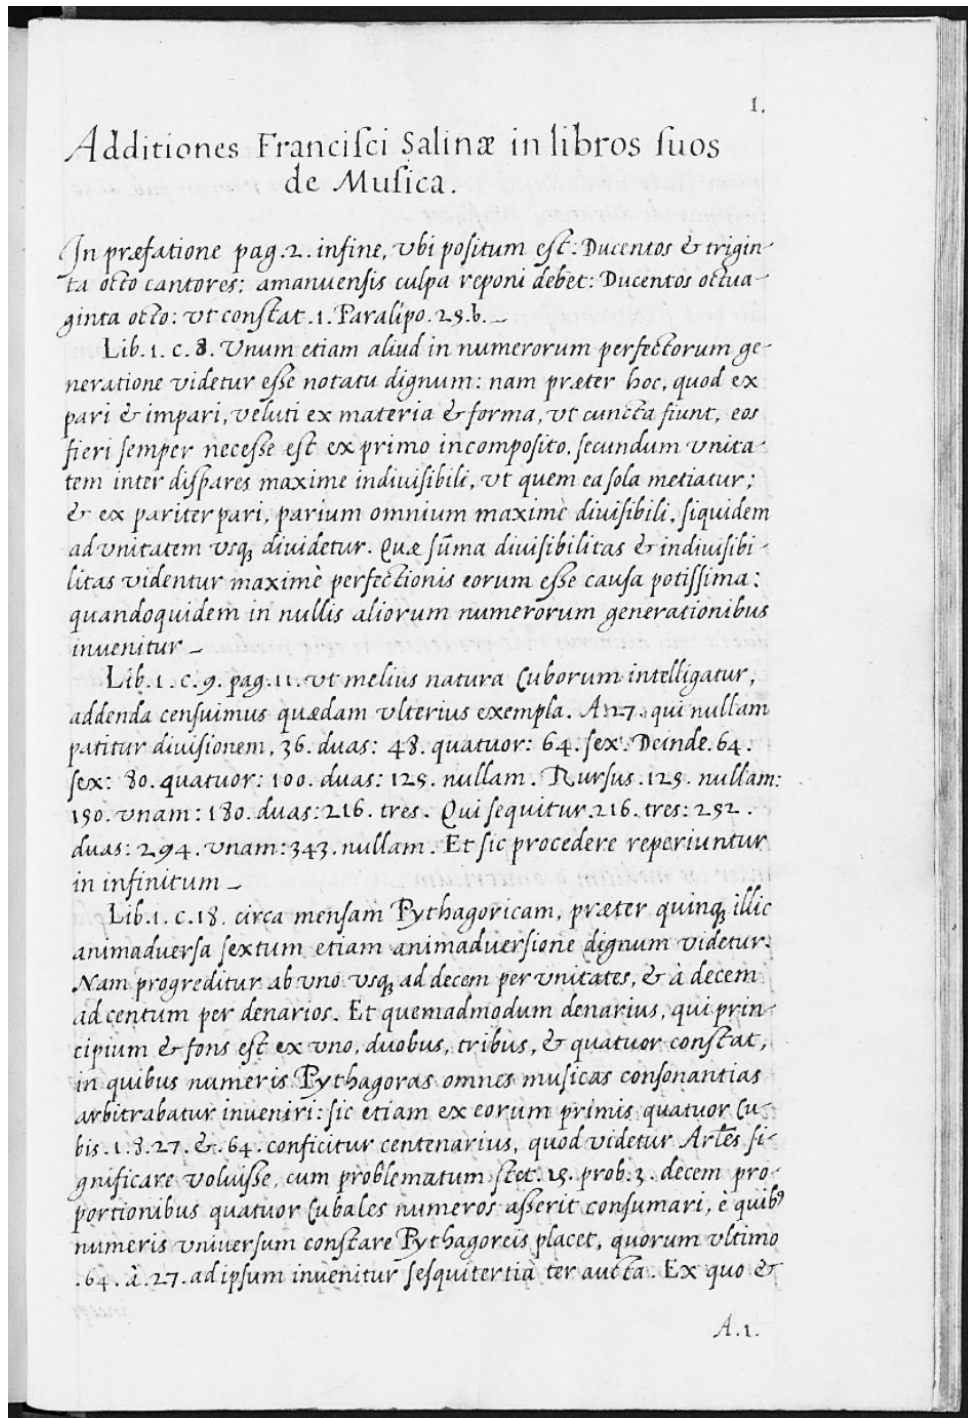 1.
Additiones Franciſci Salinæ in libros ſuos
de Muſica.
In præfatione pag. 2. infine, vbi poſitum eſt: Ducentos & trigin-
ta octo cantores: amanuenſis culpa reponi debet: Ducentos octua-
ginta octo: vt conſtat. 1. Paralipo. 25. b. _
Lib. 1. c. 8. Vnum etiam aliud in numerorum perfectorum ge-
neratione videtur eſſe notatu dignum: nam præter hoc, quod ex
pari & impari, veluti ex materia & forma, vt cuncta fiunt, eos
fieri ſemper neceſſe eſt ex primo incompoſito, ſecundum vnita-
tem inter diſpares maxime indiuiſibili, vt quem ea ſola metiatur;
& ex pariter pari, parium omnium maximè diuiſibili, ſiquidem
ad vnitatem vsq; diuidetur. Quæ ſūma diuiſibilitas & indiuiſibi-
litas videntur maximè perfectionis eorum eſſe cauſa potiſſima:
quandoquidem in nullis aliorum numerorum generationibus
inuenitur _
Lib. 1. c. 9. pag. 11. vt melius natura Cuborum intelligatur,
addenda cenſuimus quædam vlterius exempla. A 27. qui nullam
patitur diuiſionem, 36. duas: 48. quatuor: 64. ſex. Deinde. 64.
ſex: 80. quatuor: 100. duas: 125. nullam. Rurſus. 125. nullam:
150. vnam: 180. duas: 216. tres. Qui ſequitur. 216. tres: 252.
duas: 294. vnam: 343. nullam. Et ſic procedere reperiuntur
in infinitum _
Lib. 1. c. 18. circa menſam Pythagoricam, præter quinq; illic
animaduerſa ſextum etiam animaduerſione dignum videtur.
Nam progreditur ab vno vsq; ad decem per vnitates, & à decem
ad centum per denarios. Et quemadmodum denarius, qui prin-
cipium & fons eſt ex vno, duobus, tribus, & quatuor conſtat,
in quibus numeris Pythagoras omnes muſicas conſonantias
arbitrabatur inueniri: ſic etiam ex eorum primis quatuor Cu-
bis. 1. 8. 27. & . 64. conficitur centenarius, quod videtur Ar̄les ſi-
gnificare voluiſſe, cum problematum ſect. 15. prob. 3. decem pro
portionibus quatuor Cubales numeros aſſerit conſumari, è quib⁹
numeris vniuerſum conſtare Pythagoreis placet, quorum vltimo
. 64. à . 27. ad ipſum inuenitur ſeſquitertia ter aucta. Ex quo &
A. 1.